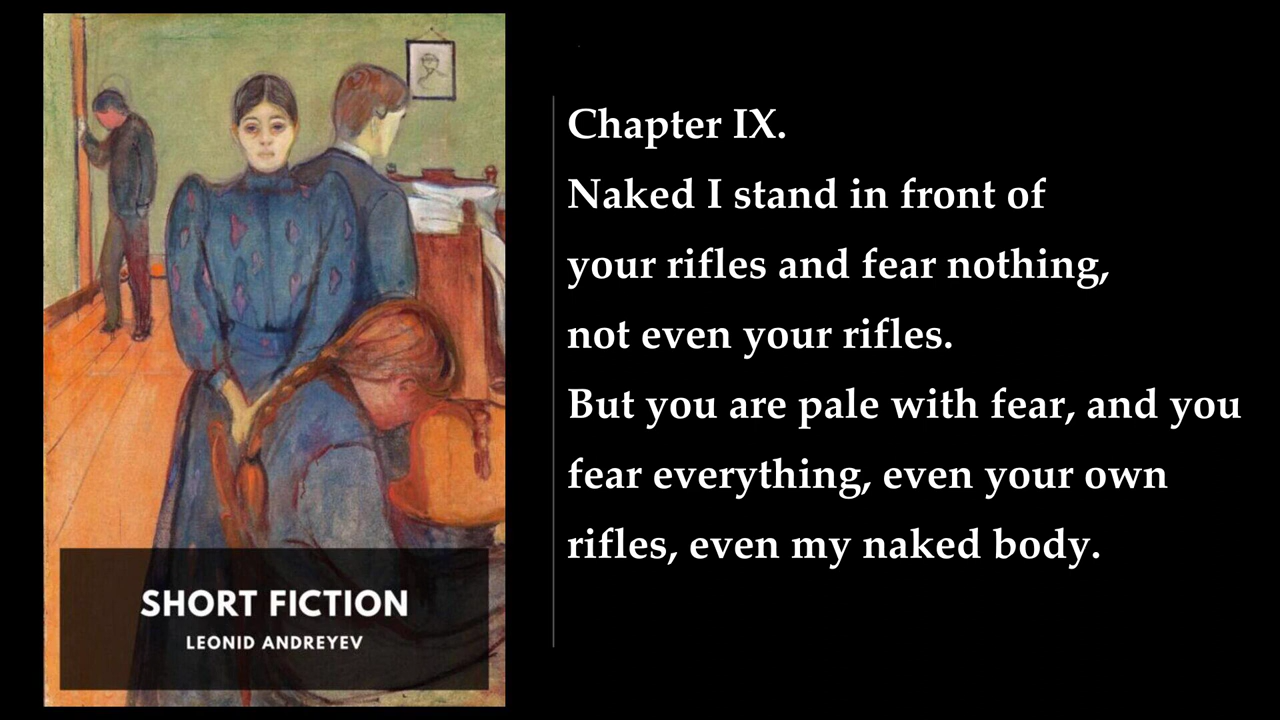 SHORT FICTION
LEONID ANDREYEV
Chapter IX.
Naked I stand in front of
your rifles and fear nothing,
not even your rifles.
But you are pale with fear, and you
fear everything, even your own
rifles, even my naked body.